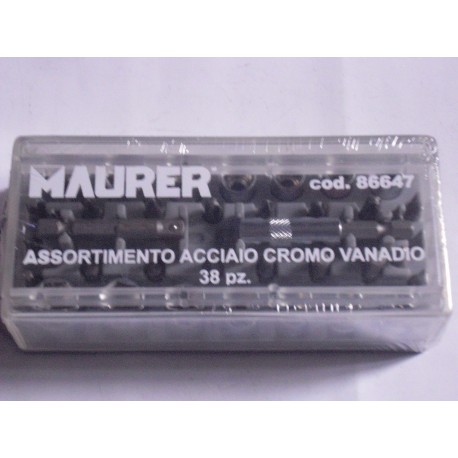 MAURER cod. 86647
ASSORTIMENTO ACCIAIO CROMO VANADIO
38 pz.